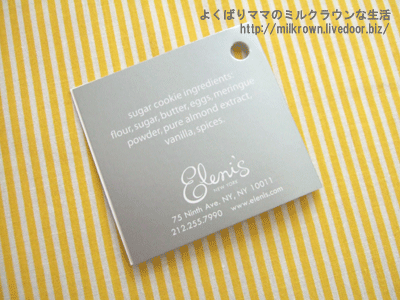 よくばりママのミルクラウンな生活
http://milkrown.livedoor.biz/
sugar cookie ingredients:
flour, sugar, butter, eggs, meringue
powder, pure almond extract,
vanilla, spices.
Eleni's
NEW YORK
75 Ninth Ave. NY, NY 10011
212.255.7990 www.elenis.com